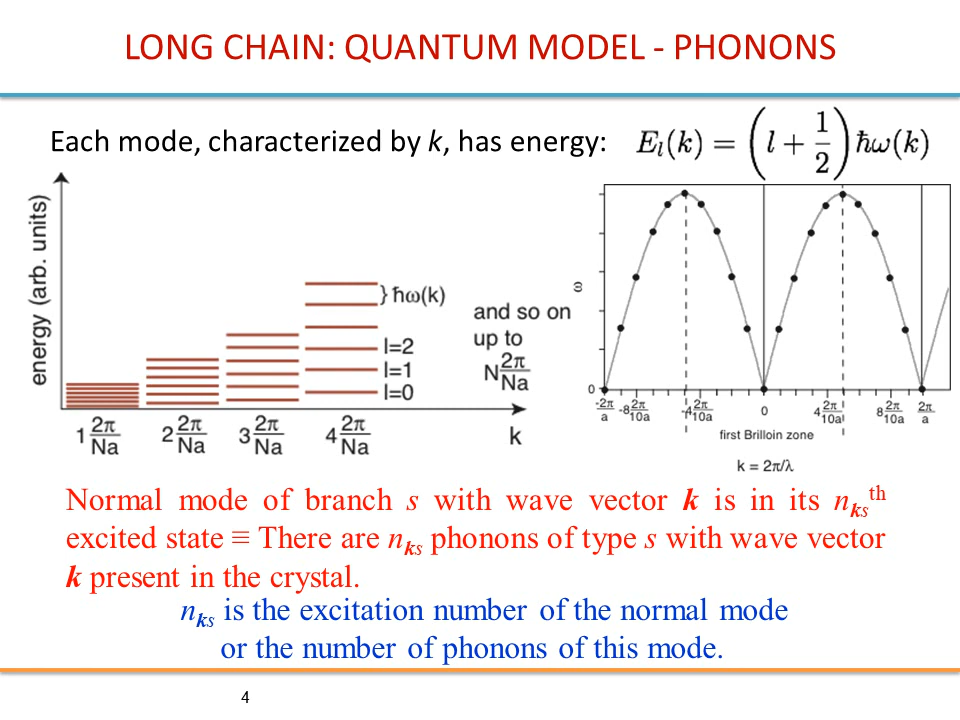 LONG CHAIN: QUANTUM MODEL - PHONONS
Each mode, characterized by k, has energy: E_l(k) = (l + 1/2) ħω(k)
energy (arb. units)
} ħω(k)
l=2
l=1
l=0
and so on
up to
N 2π/Na
1 2π/Na 2 2π/Na 3 2π/Na 4 2π/Na k
ω
0
-2π/a -8 2π/10a -4 2π/10a 0 4 2π/10a 8 2π/10a 2π/a
first Brilloin zone
k = 2π/λ
Normal mode of branch s with wave vector k is in its n_ks^th
excited state ≡ There are n_ks phonons of type s with wave vector
k present in the crystal.
n_ks is the excitation number of the normal mode
or the number of phonons of this mode.
4